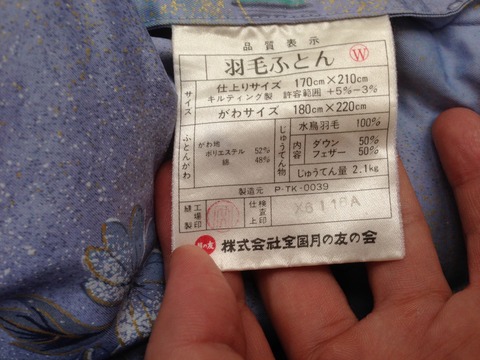 品質表示
羽毛ふとん W
サイズ
仕上りサイズ 170cm×210cm
キルティング製 許容範囲 +5%-3%
がわサイズ 180cm×220cm
ふとんがわ
がわ地
ポリエステル 52%
綿 48%
じゅうてん物
水鳥羽毛 100%
内容
ダウン 50%
フェザー 50%
じゅうてん量 2.1kg
製造元 P·TK·0039
縫工場製印
仕検査上印
株式会社全国月の友の会